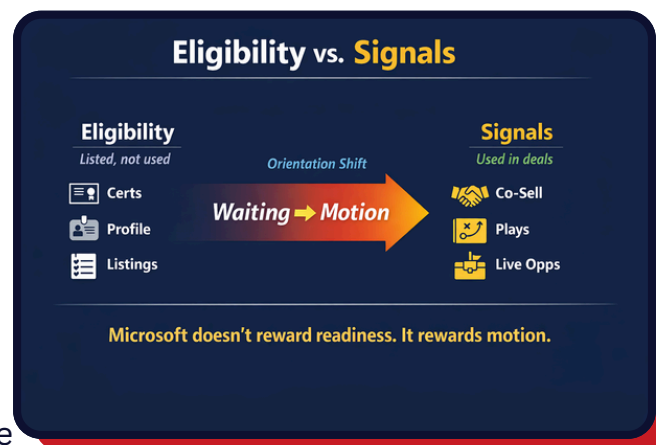 Eligibility vs. Signals
Eligibility
Listed, not used
Certs
Profile
Listings
Orientation Shift
Waiting → Motion
Signals
Used in deals
Co-Sell
Plays
Live Opps
Microsoft doesn't reward readiness. It rewards motion.
e